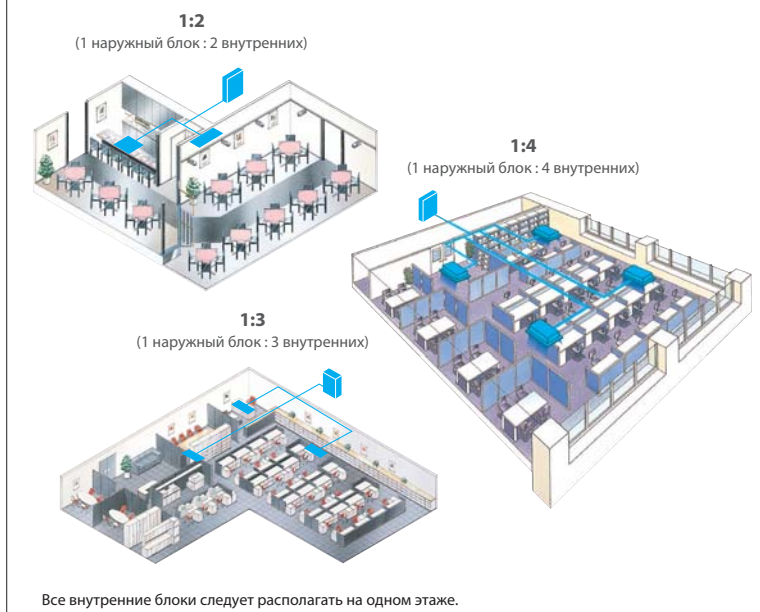 1:2
(1 наружный блок : 2 внутренних)
1:4
(1 наружный блок : 4 внутренних)
1:3
(1 наружный блок : 3 внутренних)
Все внутренние блоки следует располагать на одном этаже.